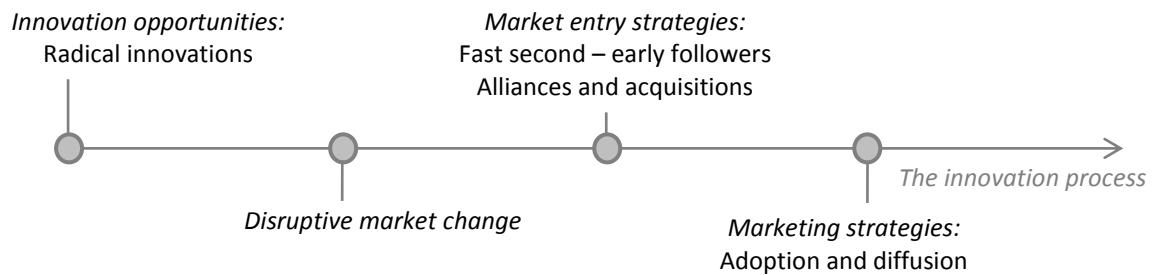 Innovation opportunities:
Radical innovations
Market entry strategies:
Fast second – early followers
Alliances and acquisitions
The innovation process
Disruptive market change
Marketing strategies:
Adoption and diffusion